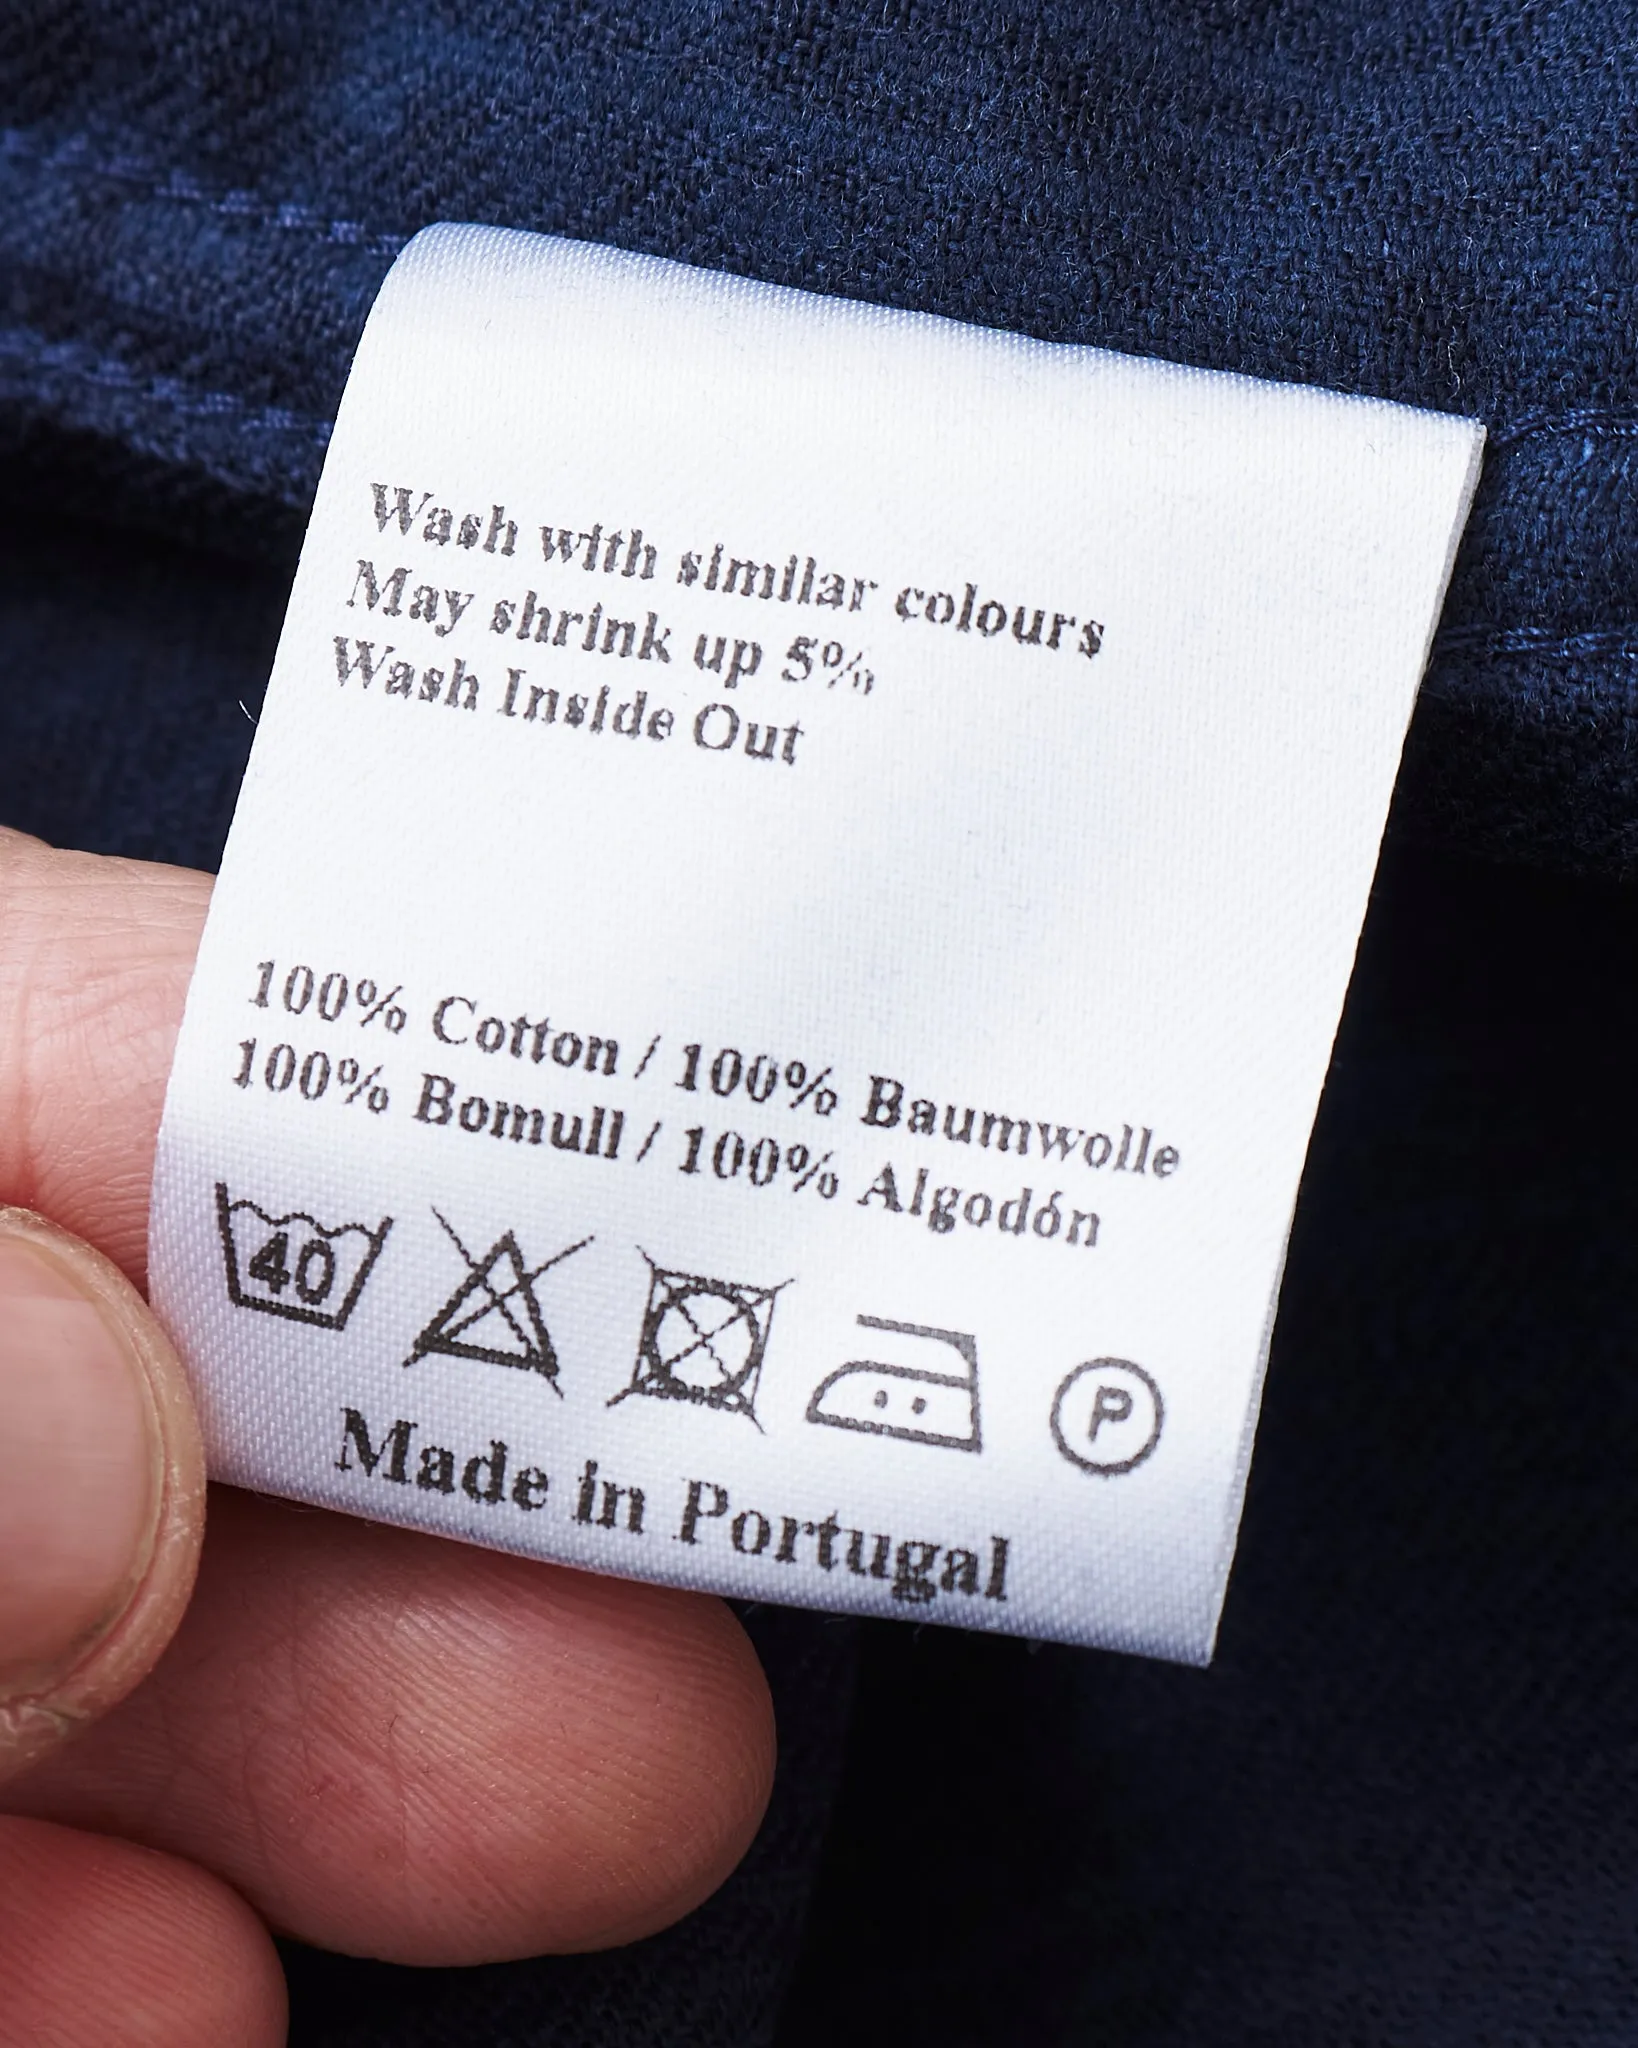 Wash with similar colours
May shrink up 5%
Wash Inside Out
100% Cotton / 100% Baumwolle
100% Bomull / 100% Algodón
40
P
Made in Portugal